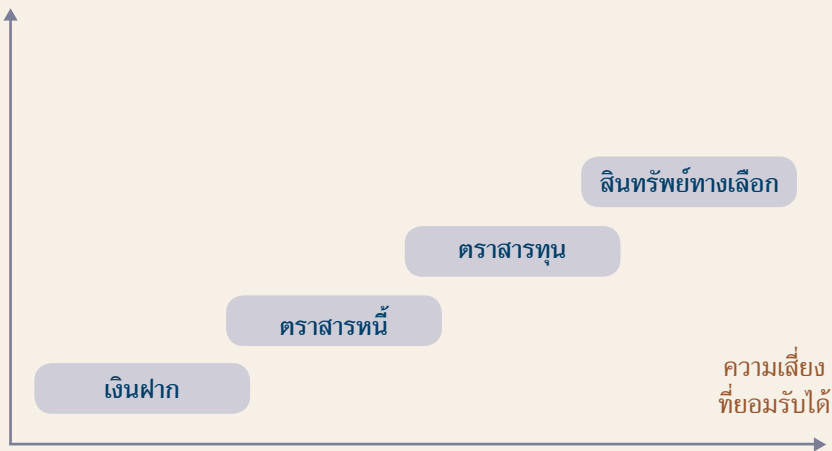 สินทรัพย์ทางเลือก
ตราสารทุน
ตราสารหนี้
เงินฝาก
ความเสี่ยง
ที่ยอมรับได้